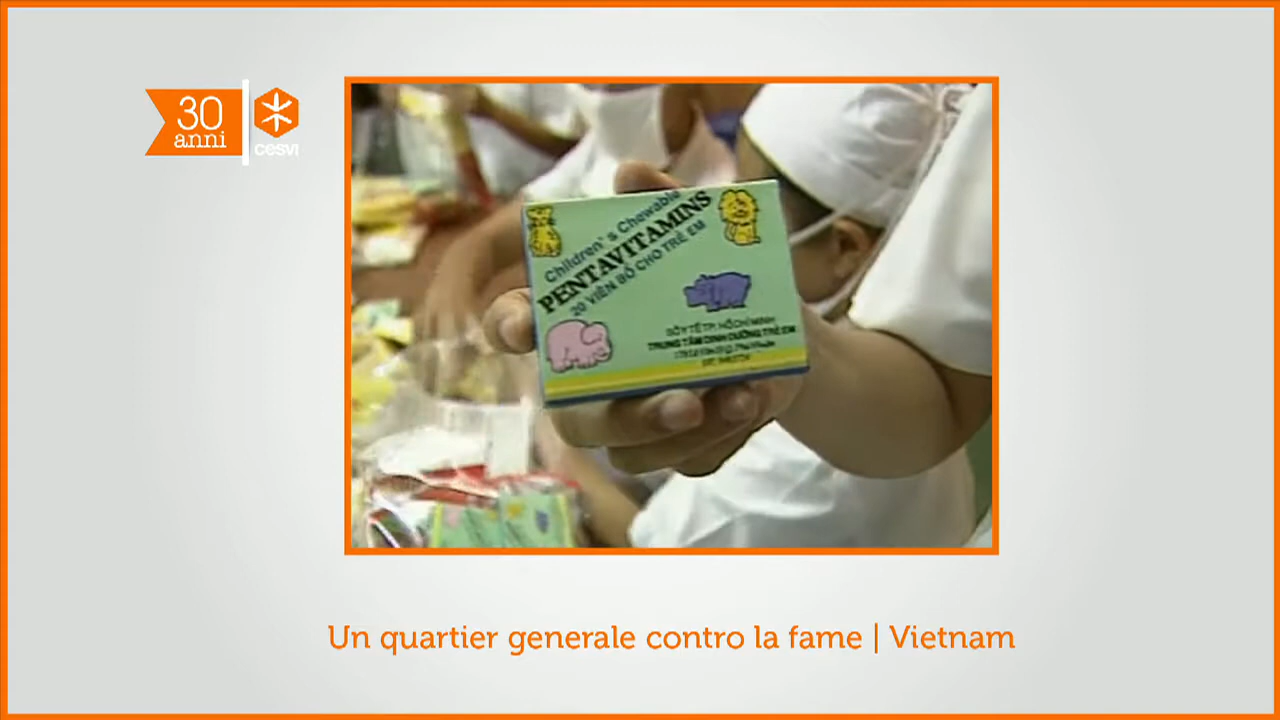 30
anni
cesvi
Children's Chewable
PENTAVITAMINS
20 VIÊN BỔ CHO TRẺ EM
SỞ Y TẾ TP. HỒ CHÍ MINH
TRUNG TÂM DINH DƯỠNG TRẺ EM
Un quartier generale contro la fame | Vietnam